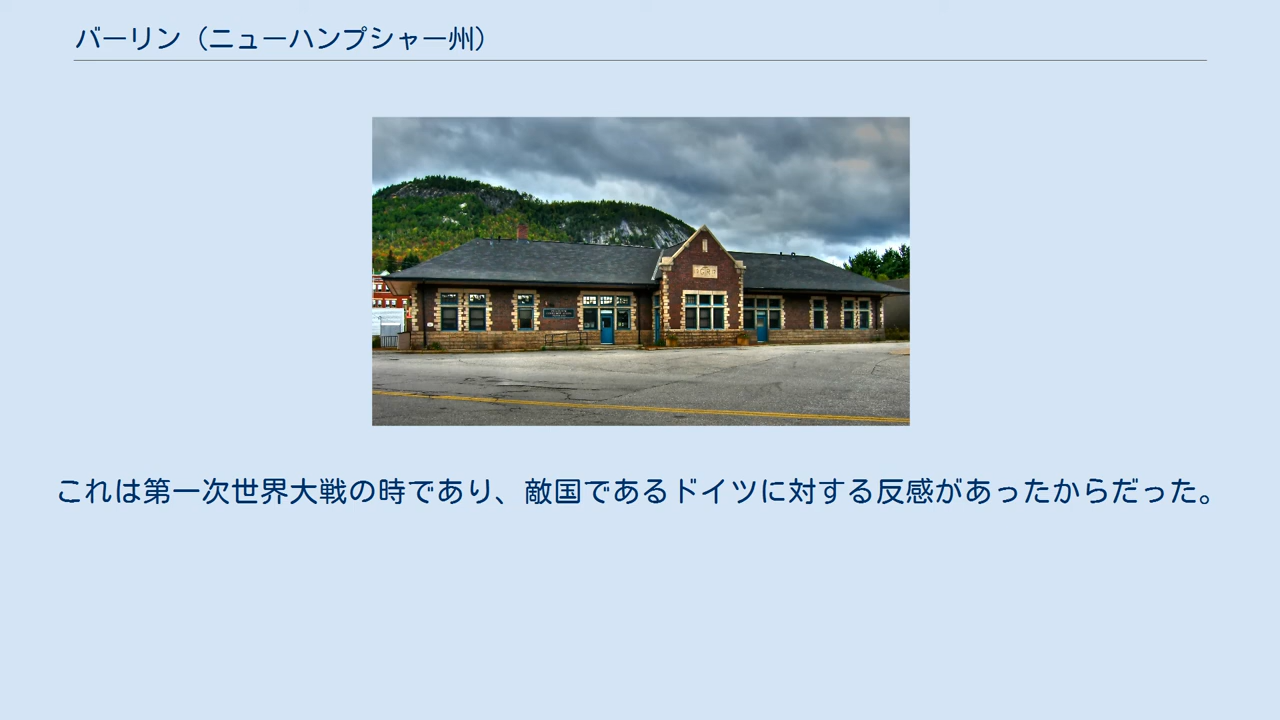 バーリン（ニューハンプシャー州）
これは第一次世界大戦の時であり、敵国であるドイツに対する反感があったからだった。